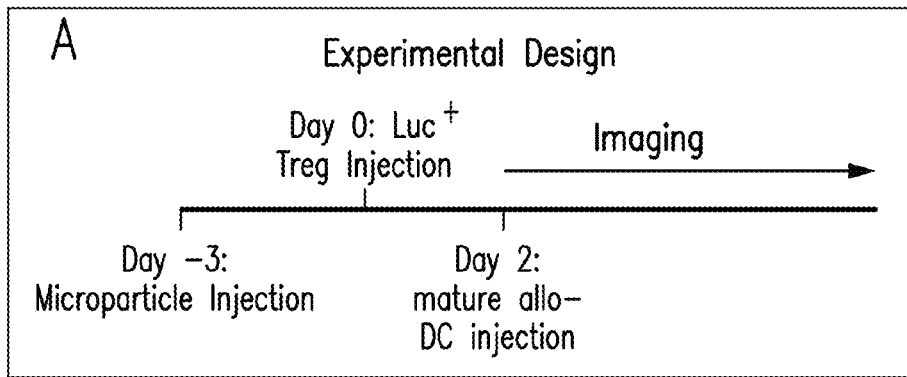 A
Experimental Design
Day 0: Luc+
Treg Injection
Imaging
Day -3:
Microparticle Injection
Day 2:
mature allo-
DC injection